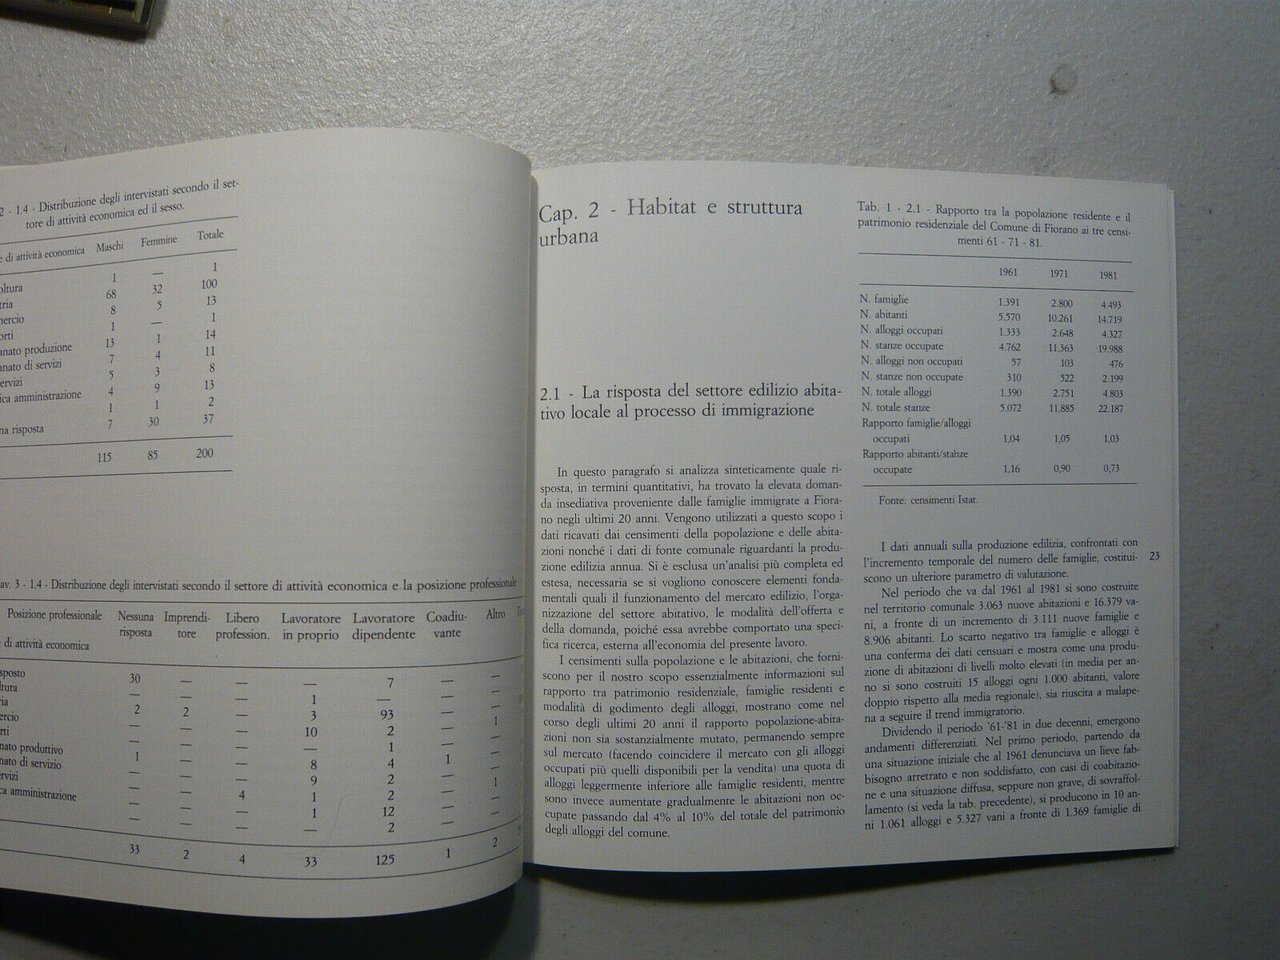 2 - 1.4 - Distribuzione degli intervistati secondo il set-
tore di attività economica ed il sesso.
di attività economica Maschi Femmine Totale
1 — 1
68 32 100
8 5 13
1 — 1
anato produzione 13 1 14
anato di servizi 7 4 11
ervizi 5 3 8
ica amministrazione 4 9 13
1 1 2
na risposta 7 30 37
115 85 200
av. 3 - 1.4 - Distribuzione degli intervistati secondo il settore di attività economica e la posizione professionale
Posizione professionale Nessuna Imprendi- Libero Lavoratore Lavoratore Coadiu- Altro
risposta tore profession. in proprio dipendente vante
di attività economica
sposto 30 — — — 7 — —
ltura — — — 1 — — —
ria 2 2 — 3 93 — 1
ercio — — — 10 2 — —
rti — — — — 1 — —
nato produttivo 1 — — 8 4 1 —
nato di servizio — — — 9 2 — 1
ervizi — — 4 1 2 — —
ca amministrazione — — — 1 12 — —
— — — — 2 — —
33 2 4 33 125 1 2
Cap. 2 - Habitat e struttura
urbana
2.1 - La risposta del settore edilizio abita-
tivo locale al processo di immigrazione
In questo paragrafo si analizza sinteticamente quale ri-
sposta, in termini quantitativi, ha trovato la elevata doman-
da insediativa proveniente dalle famiglie immigrate a Fiora-
no negli ultimi 20 anni. Vengono utilizzati a questo scopo i
dati ricavati dai censimenti della popolazione e delle abita-
zioni nonché i dati di fonte comunale riguardanti la produ-
zione edilizia annua. Si è esclusa un'analisi più completa ed
estesa, necessaria se si vogliono conoscere elementi fonda-
mentali quali il funzionamento del mercato edilizio, l'orga-
nizzazione del settore abitativo, le modalità dell'offerta e
della domanda, poiché essa avrebbe comportato una speci-
fica ricerca, esterna all'economia del presente lavoro.
I censimenti sulla popolazione e le abitazioni, che forni-
scono per il nostro scopo essenzialmente informazioni sul
rapporto tra patrimonio residenziale, famiglie residenti e
modalità di godimento degli alloggi, mostrano come nel
corso degli ultimi 20 anni il rapporto popolazione-abita-
zioni non sia sostanzialmente mutato, permanendo sempre
sul mercato (facendo coincidere il mercato con gli alloggi
occupati più quelli disponibili per la vendita) una quota di
alloggi leggermente inferiore alle famiglie residenti, mentre
sono invece aumentate gradualmente le abitazioni non oc-
cupate passando dal 4% al 10% del totale del patrimonio
degli alloggi del comune.
Tab. 1 - 2.1 - Rapporto tra la popolazione residente e il
patrimonio residenziale del Comune di Fiorano ai tre censi-
menti 61 - 71 - 81.
1961 1971 1981
N. famiglie 1.391 2.800 4.493
N. abitanti 5.570 10.261 14.719
N. alloggi occupati 1.333 2.648 4.327
N. stanze occupate 4.762 11.363 19.988
N. alloggi non occupati 57 103 476
N. stanze non occupate 310 522 2.199
N. totale alloggi 1.390 2.751 4.803
N. totale stanze 5.072 11.885 22.187
Rapporto famiglie/alloggi
occupati 1,04 1,05 1,03
Rapporto abitanti/stanze
occupate 1,16 0,90 0,73
Fonte: censimenti Istat.
I dati annuali sulla produzione edilizia, confrontati con
l'incremento temporale del numero delle famiglie, costitui-
scono un ulteriore parametro di valutazione.
23
Nel periodo che va dal 1961 al 1981 si sono costruite
nel territorio comunale 3.063 nuove abitazioni e 16.379 va-
ni, a fronte di un incremento di 3.111 nuove famiglie e
8.906 abitanti. Lo scarto negativo tra famiglie e alloggi è
una conferma dei dati censuari e mostra come una produ-
zione di abitazioni di livelli molto elevati (in media per an-
no si sono costruiti 15 alloggi ogni 1.000 abitanti, valore
doppio rispetto alla media regionale), sia riuscita a malape-
na a seguire il trend immigratorio.
Dividendo il periodo '61-'81 in due decenni, emergono
andamenti differenziati. Nel primo periodo, partendo da
una situazione iniziale che al 1961 denunciava un lieve fab-
bisogno arretrato e non soddisfatto, con casi di coabitazio-
ne e una situazione diffusa, seppure non grave, di sovraffol-
lamento (si veda la tab. precedente), si producono in 10 an-
ni 1.061 alloggi e 5.327 vani a fronte di 1.369 famiglie di